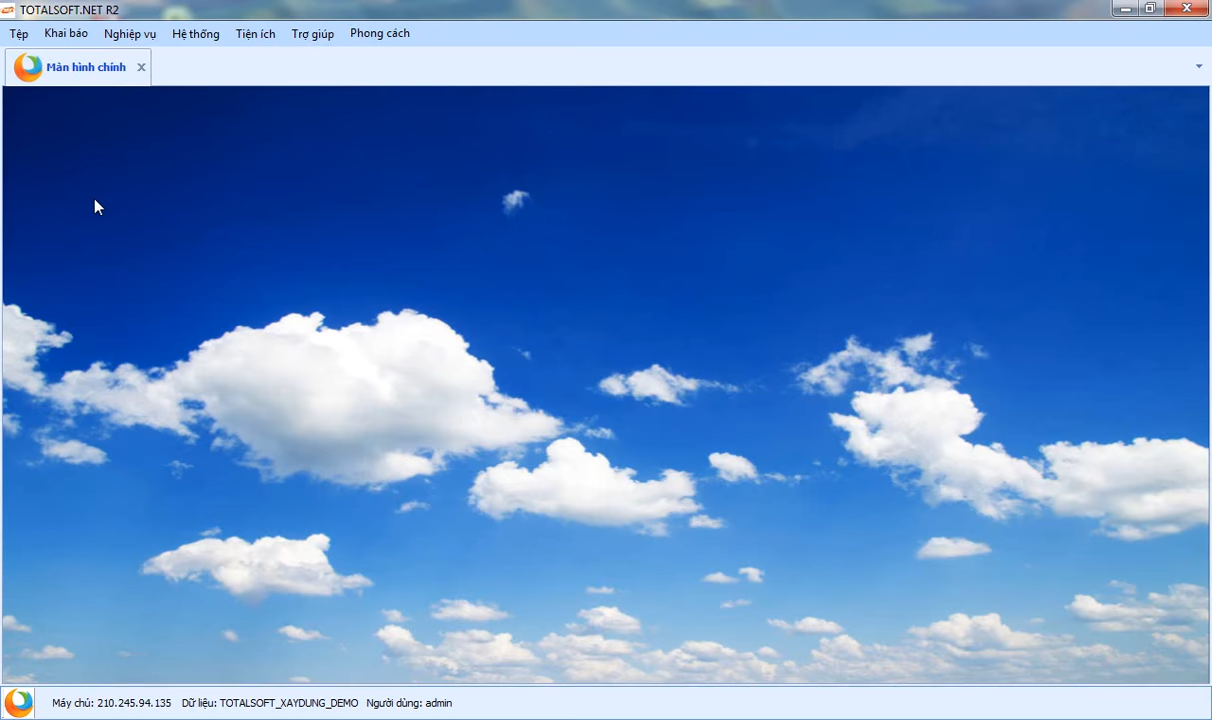 TOTALSOFT.NET R2
Tệp Khai báo Nghiệp vụ Hệ thống Tiện ích Trợ giúp Phong cách
Màn hình chính
Máy chủ: 210.245.94.135 Dữ liệu: TOTALSOFT_XAYDUNG_DEMO Người dùng: admin